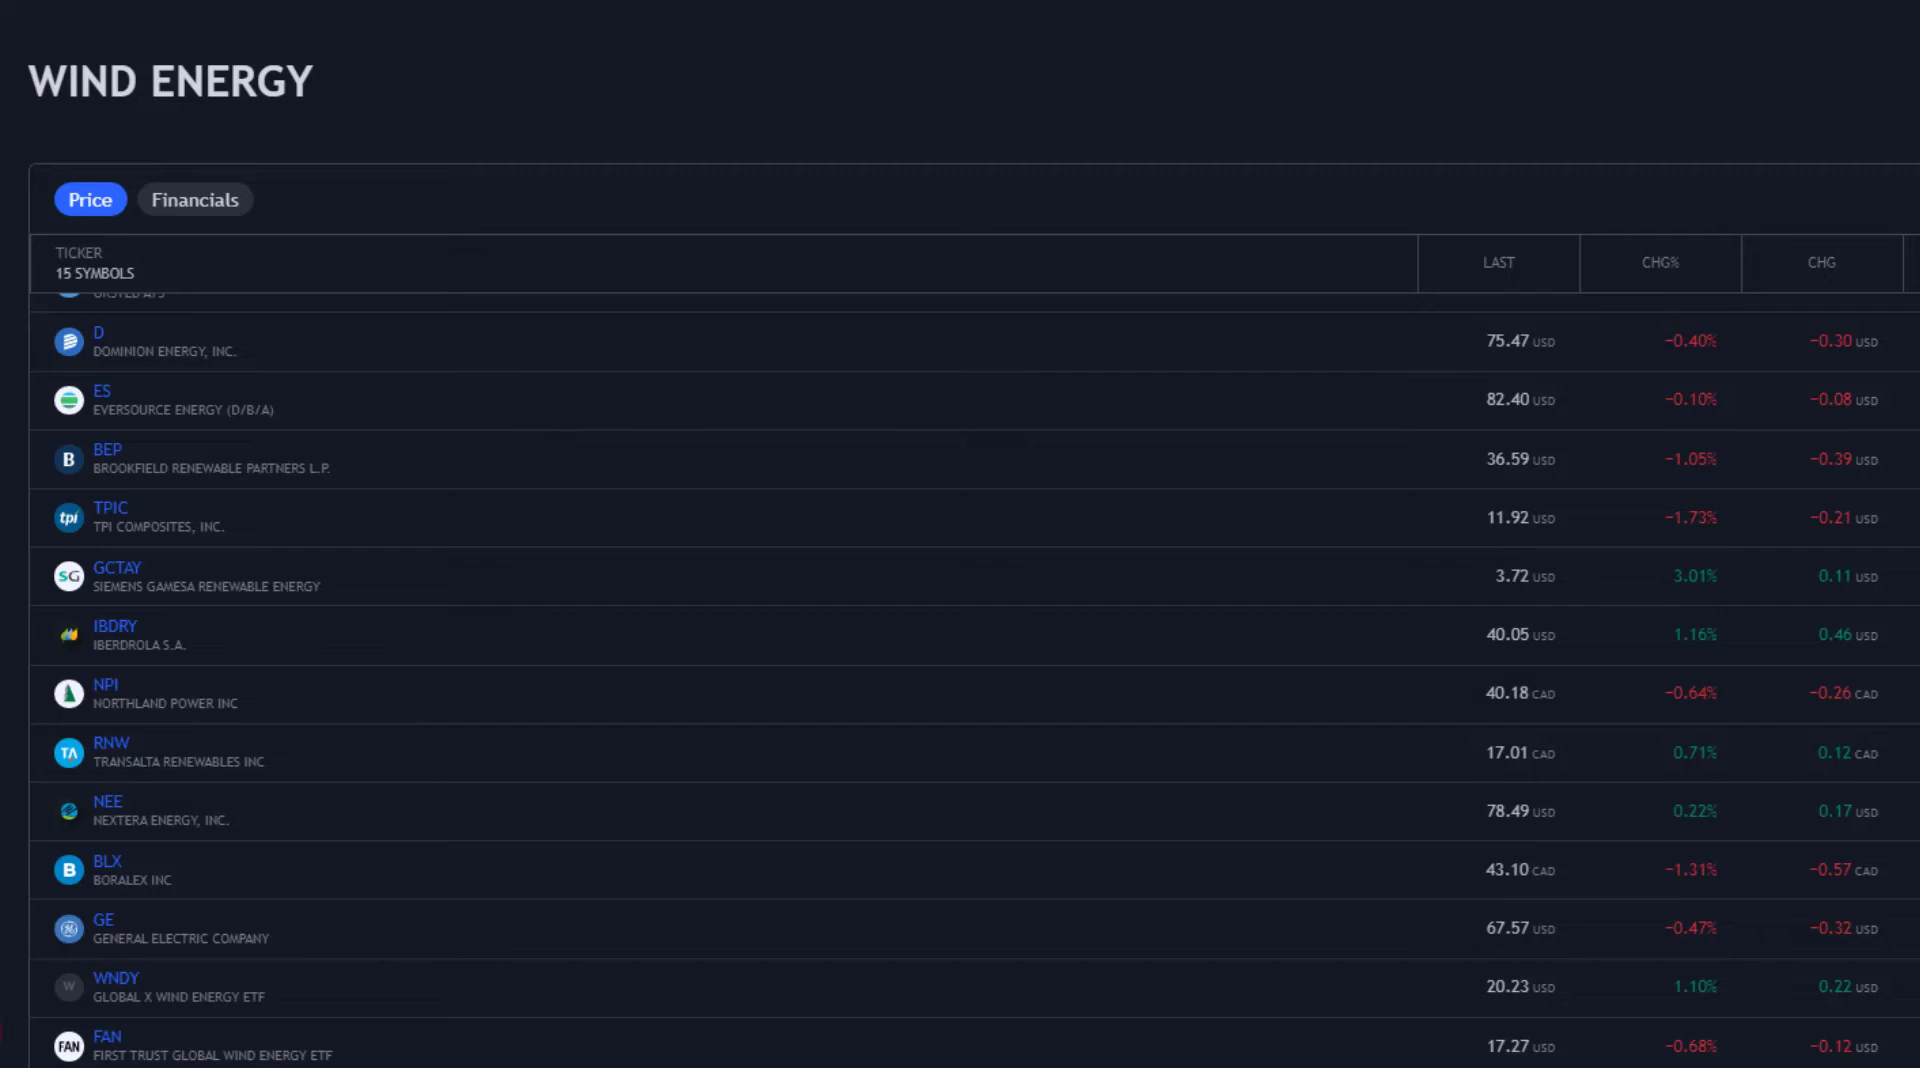 WIND ENERGY
Price Financials
TICKER LAST CHG% CHG
15 SYMBOLS
D 75.47 USD −0.40% −0.30 USD
DOMINION ENERGY, INC.
ES 82.40 USD −0.10% −0.08 USD
EVERSOURCE ENERGY (D/B/A)
B BEP 36.59 USD −1.05% −0.39 USD
BROOKFIELD RENEWABLE PARTNERS L.P.
tpi TPIC 11.92 USD −1.73% −0.21 USD
TPI COMPOSITES, INC.
SG GCTAY 3.72 USD 3.01% 0.11 USD
SIEMENS GAMESA RENEWABLE ENERGY
IBDRY 40.05 USD 1.16% 0.46 USD
IBERDROLA S.A.
NPI 40.18 CAD −0.64% −0.26 CAD
NORTHLAND POWER INC
TA RNW 17.01 CAD 0.71% 0.12 CAD
TRANSALTA RENEWABLES INC
NEE 78.49 USD 0.22% 0.17 USD
NEXTERA ENERGY, INC.
B BLX 43.10 CAD −1.31% −0.57 CAD
BORALEX INC
GE 67.57 USD −0.47% −0.32 USD
GENERAL ELECTRIC COMPANY
W WNDY 20.23 USD 1.10% 0.22 USD
GLOBAL X WIND ENERGY ETF
FAN FAN 17.27 USD −0.68% −0.12 USD
FIRST TRUST GLOBAL WIND ENERGY ETF